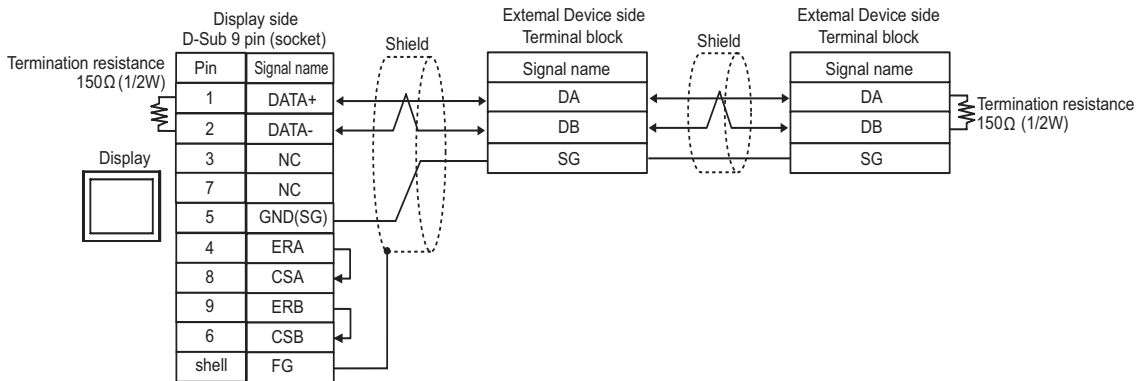 Display side
D-Sub 9 pin (socket)
Termination resistance
150Ω (1/2W)
Pin Signal name
1 DATA+
2 DATA-
3 NC
7 NC
5 GND(SG)
4 ERA
8 CSA
9 ERB
6 CSB
shell FG
Display
Shield
External Device side
Terminal block
Signal name
DA
DB
SG
Shield
External Device side
Terminal block
Signal name
DA
DB
SG
Termination resistance
150Ω (1/2W)